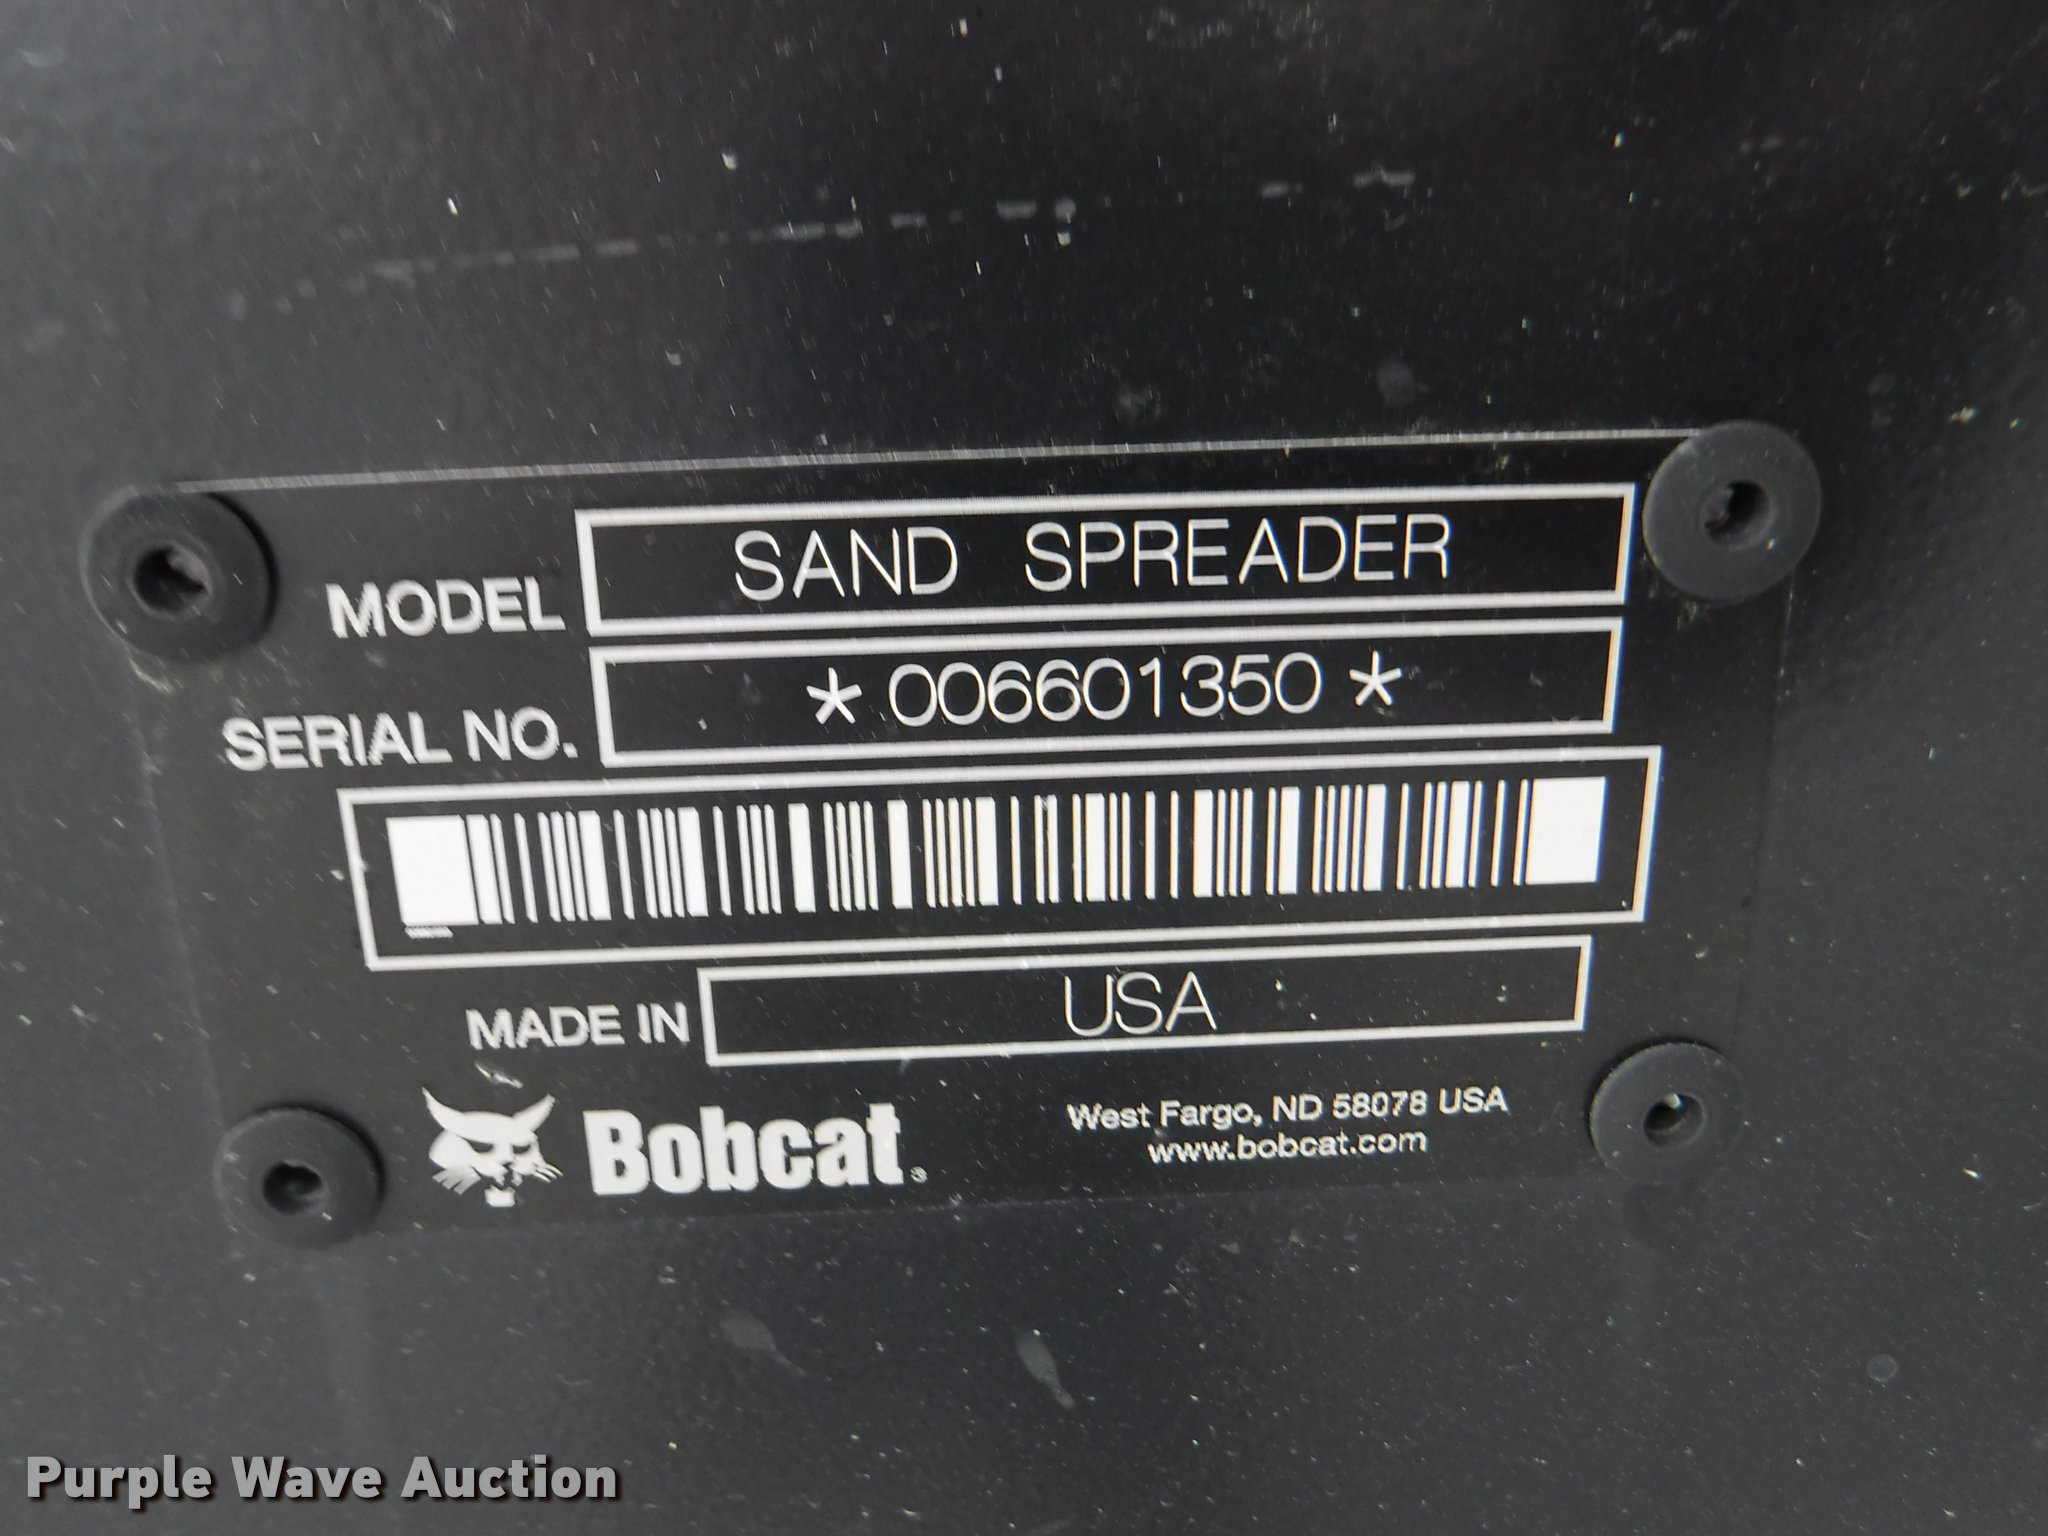 MODEL SAND SPREADER
SERIAL NO. *006601350*
MADE IN USA
Bobcat.
West Fargo, ND 58078 USA
www.bobcat.com
Purple Wave Auction